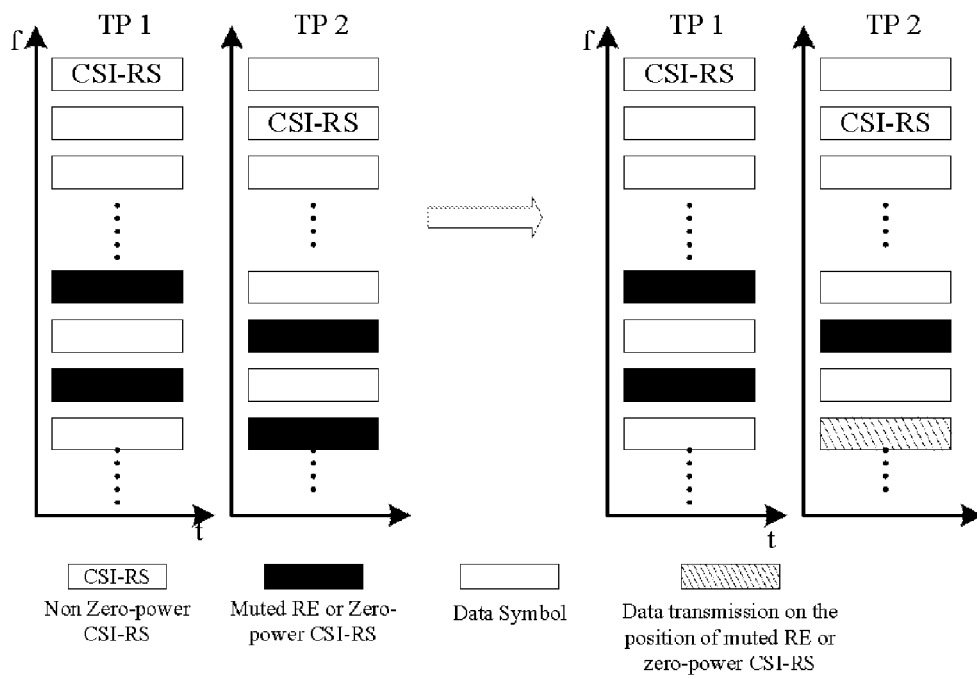 TP 1
TP 2
TP 1
TP 2
f
f
CSI-RS
CSI-RS
CSI-RS
CSI-RS
t
t
CSI-RS
Non Zero-power
CSI-RS
Muted RE or Zero-
power CSI-RS
Data Symbol
Data transmission on the
position of muted RE or
zero-power CSI-RS